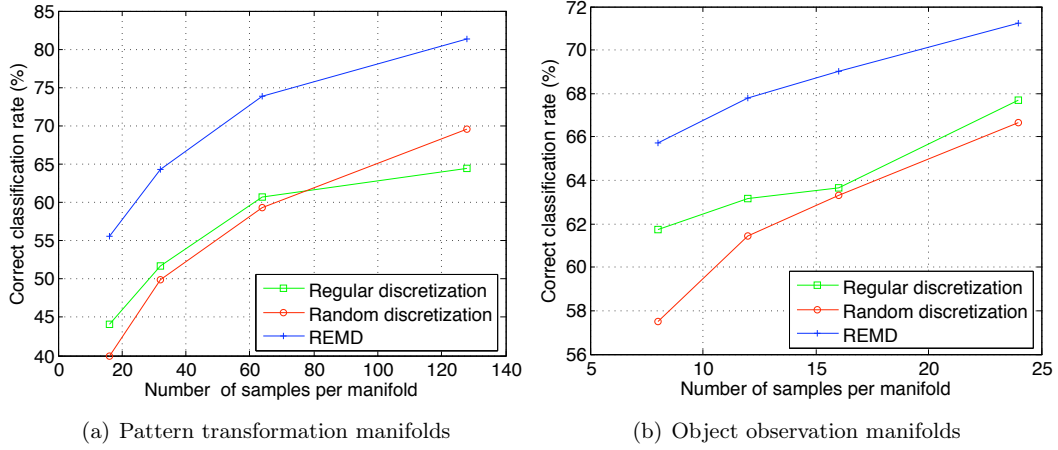 85
80
75
70
65
60
55
50
45
40
Correct classification rate (%)
Regular discretization
Random discretization
REMD
0 20 40 60 80 100 120 140
Number of samples per manifold
(a) Pattern transformation manifolds
72
70
68
66
64
62
60
58
56
Correct classification rate (%)
Regular discretization
Random discretization
REMD
5 10 15 20 25
Number of samples per manifold
(b) Object observation manifolds